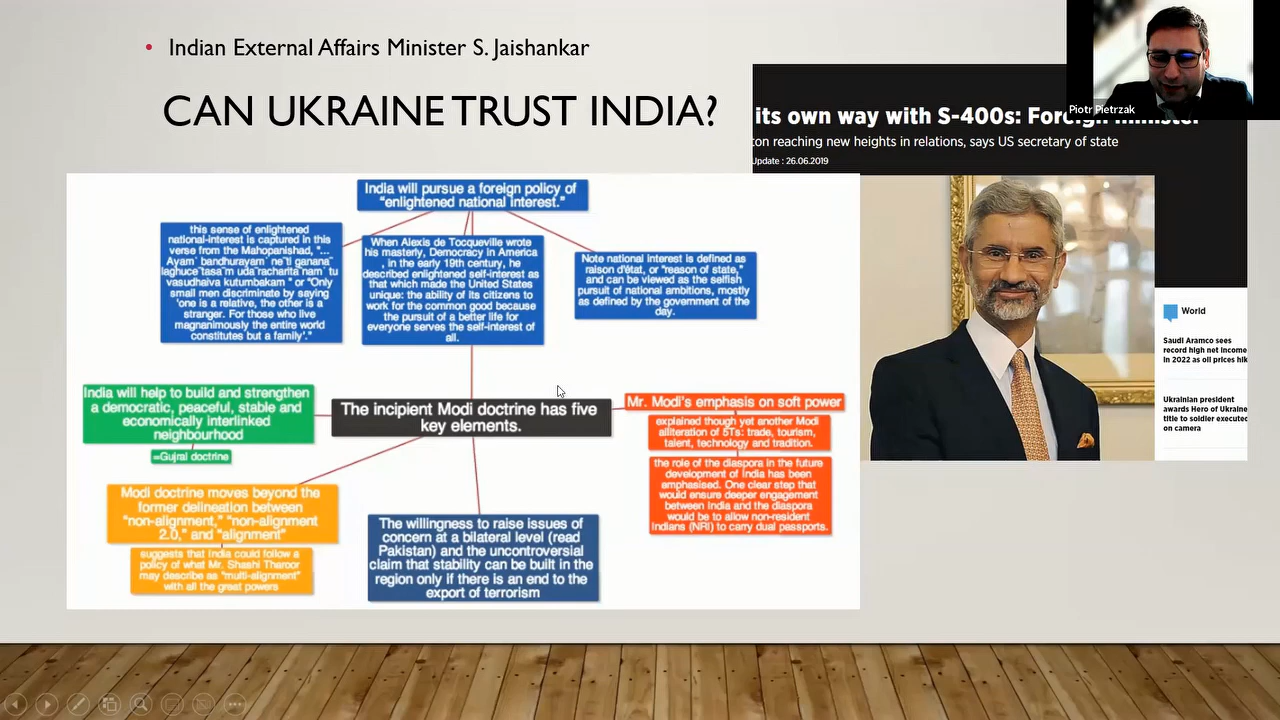 Indian External Affairs Minister S. Jaishankar
CAN UKRAINE TRUST INDIA?
Piotr Pietrzak
its own way with S-400s: Foreign minister
ton reaching new heights in relations, says US secretary of state
Update : 26.06.2019
India will pursue a foreign policy of
“enlightened national interest.”
this sense of enlightened
national-interest is captured in this
verse from the Mahopanishad, "...
Ayam bandhurayam ne ti ganana
laghuce tasa m uda racharita nam tu
vasudhaiva kutumbakam " or "Only
small men discriminate by saying
'one is a relative, the other is a
stranger. For those who live
magnanimously the entire world
constitutes but a family'."
When Alexis de Tocqueville wrote
his masterly, Democracy in America
, in the early 19th century, he
described enlightened self-interest as
that which made the United States
unique: the ability of its citizens to
work for the common good because
the pursuit of a better life for
everyone serves the self-interest of
all.
Note national interest is defined as
raison d'état, or "reason of state,"
and can be viewed as the selfish
pursuit of national ambitions, mostly
as defined by the government of the
day.
India will help to build and strengthen
a democratic, peaceful, stable and
economically interlinked
neighbourhood
=Gujral doctrine
The incipient Modi doctrine has five
key elements.
Mr. Modi's emphasis on soft power
explained though yet another Modi
alliteration of 5Ts: trade, tourism,
talent, technology and tradition.
the role of the diaspora in the future
development of India has been
emphasised. One clear step that
would ensure deeper engagement
between India and the diaspora
would be to allow non-resident
Indians (NRI) to carry dual passports.
Modi doctrine moves beyond the
former delineation between
"non-alignment," "non-alignment
2.0," and "alignment"
suggests that India could follow a
policy of what Mr. Shashi Tharoor
may describe as "multi-alignment"
with all the great powers
The willingness to raise issues of
concern at a bilateral level (read
Pakistan) and the uncontroversial
claim that stability can be built in the
region only if there is an end to the
export of terrorism
World
Saudi Aramco sees
record high net income
in 2022 as oil prices hik
Ukrainian president
awards Hero of Ukraine
title to soldier executed
on camera